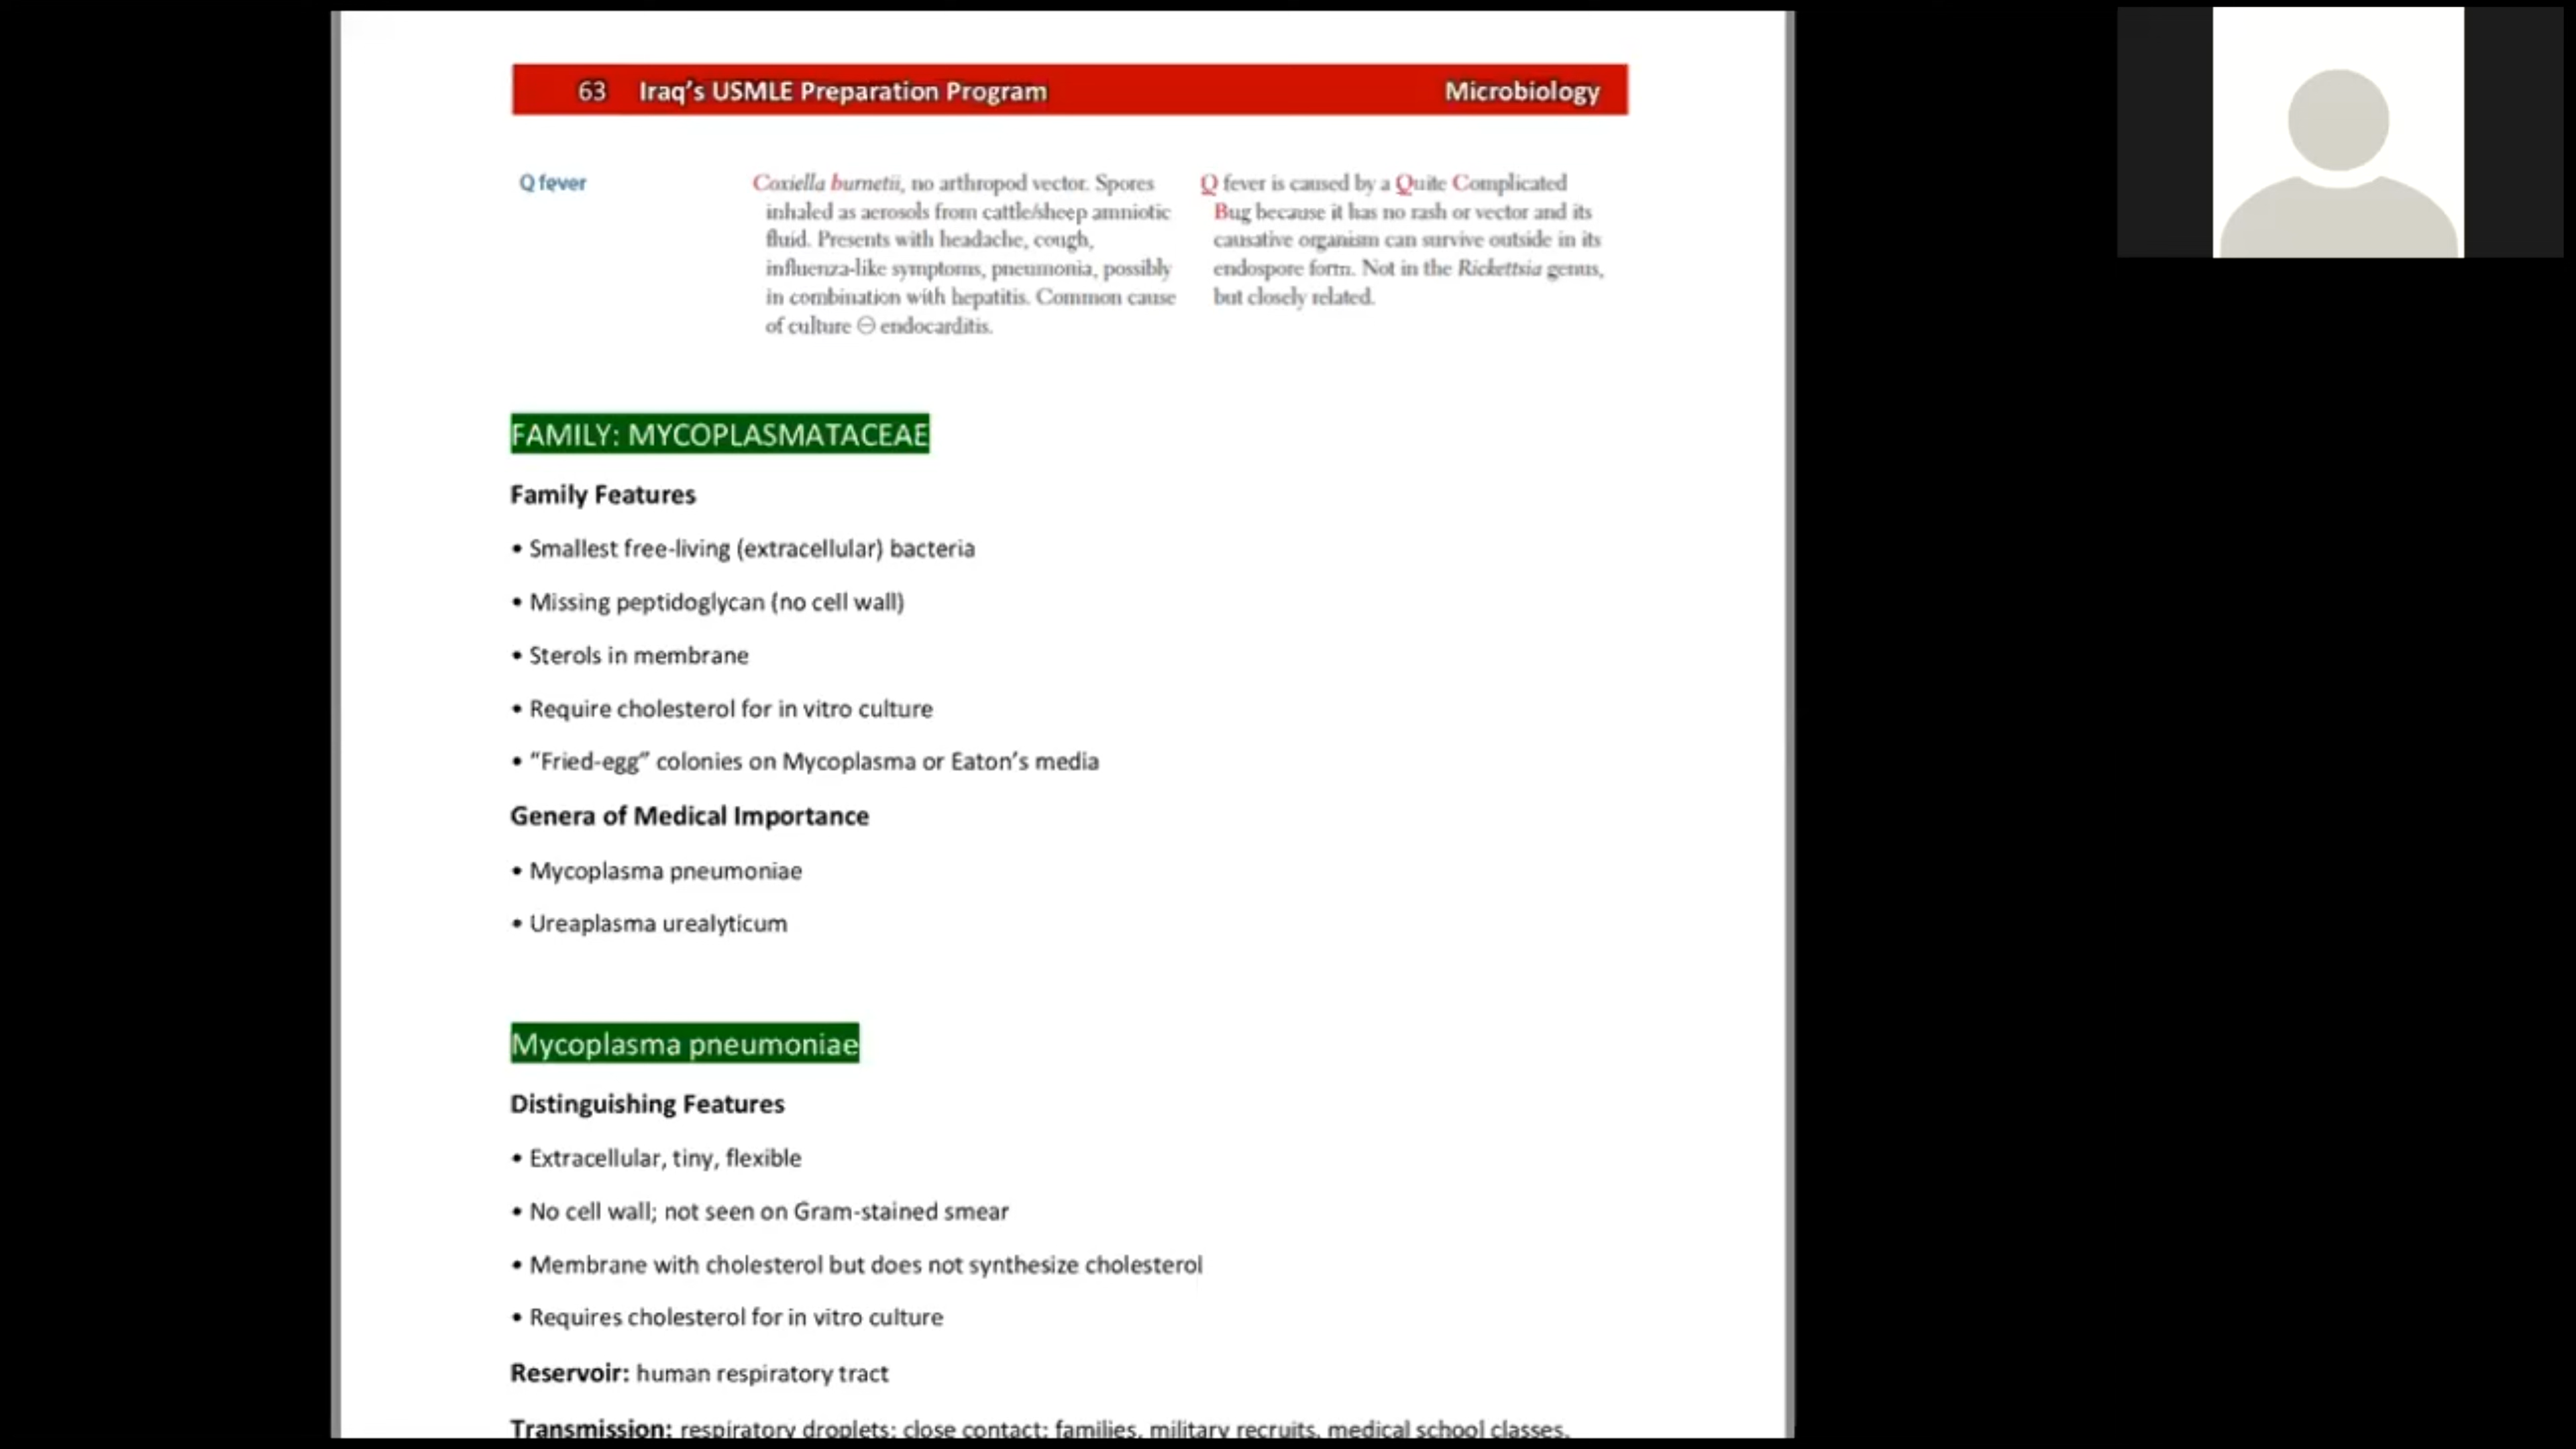 63 Iraq's USMLE Preparation Program Microbiology
Q fever
Coxiella burnetii, no arthropod vector. Spores
inhaled as aerosols from cattle/sheep amniotic
fluid. Presents with headache, cough,
influenza-like symptoms, pneumonia, possibly
in combination with hepatitis. Common cause
of culture ⊖ endocarditis.
Q fever is caused by a Quite Complicated
Bug because it has no rash or vector and its
causative organism can survive outside in its
endospore form. Not in the Rickettsia genus,
but closely related.
FAMILY: MYCOPLASMATACEAE
Family Features
• Smallest free-living (extracellular) bacteria
• Missing peptidoglycan (no cell wall)
• Sterols in membrane
• Require cholesterol for in vitro culture
• “Fried-egg” colonies on Mycoplasma or Eaton’s media
Genera of Medical Importance
• Mycoplasma pneumoniae
• Ureaplasma urealyticum
Mycoplasma pneumoniae
Distinguishing Features
• Extracellular, tiny, flexible
• No cell wall; not seen on Gram-stained smear
• Membrane with cholesterol but does not synthesize cholesterol
• Requires cholesterol for in vitro culture
Reservoir: human respiratory tract
Transmission: respiratory droplets; close contact: families, military recruits, medical school classes,